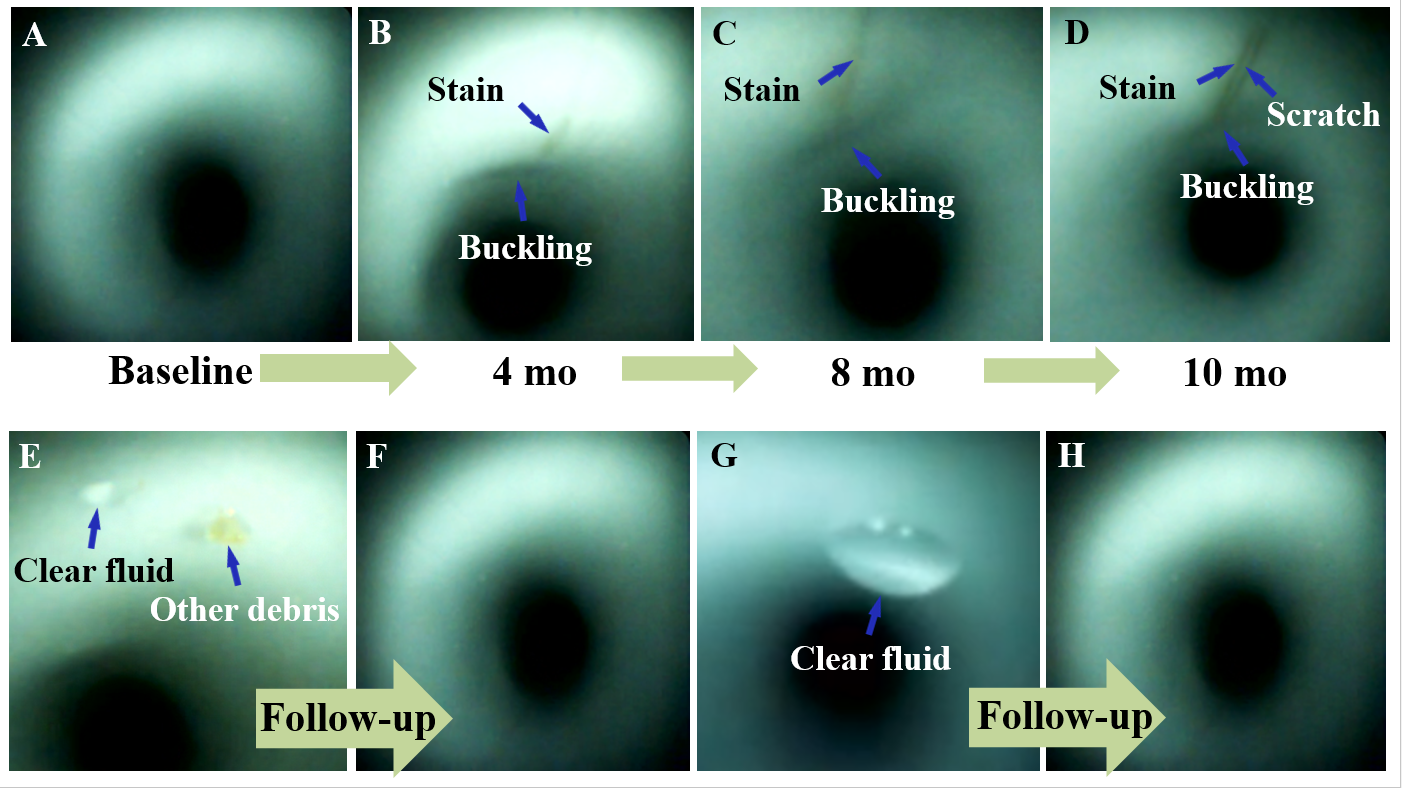 A
B
Stain
Buckling
C
Stain
Buckling
D
Stain
Scratch
Buckling
Baseline
4 mo
8 mo
10 mo
E
Clear fluid
Other debris
F
Follow-up
G
Clear fluid
H
Follow-up